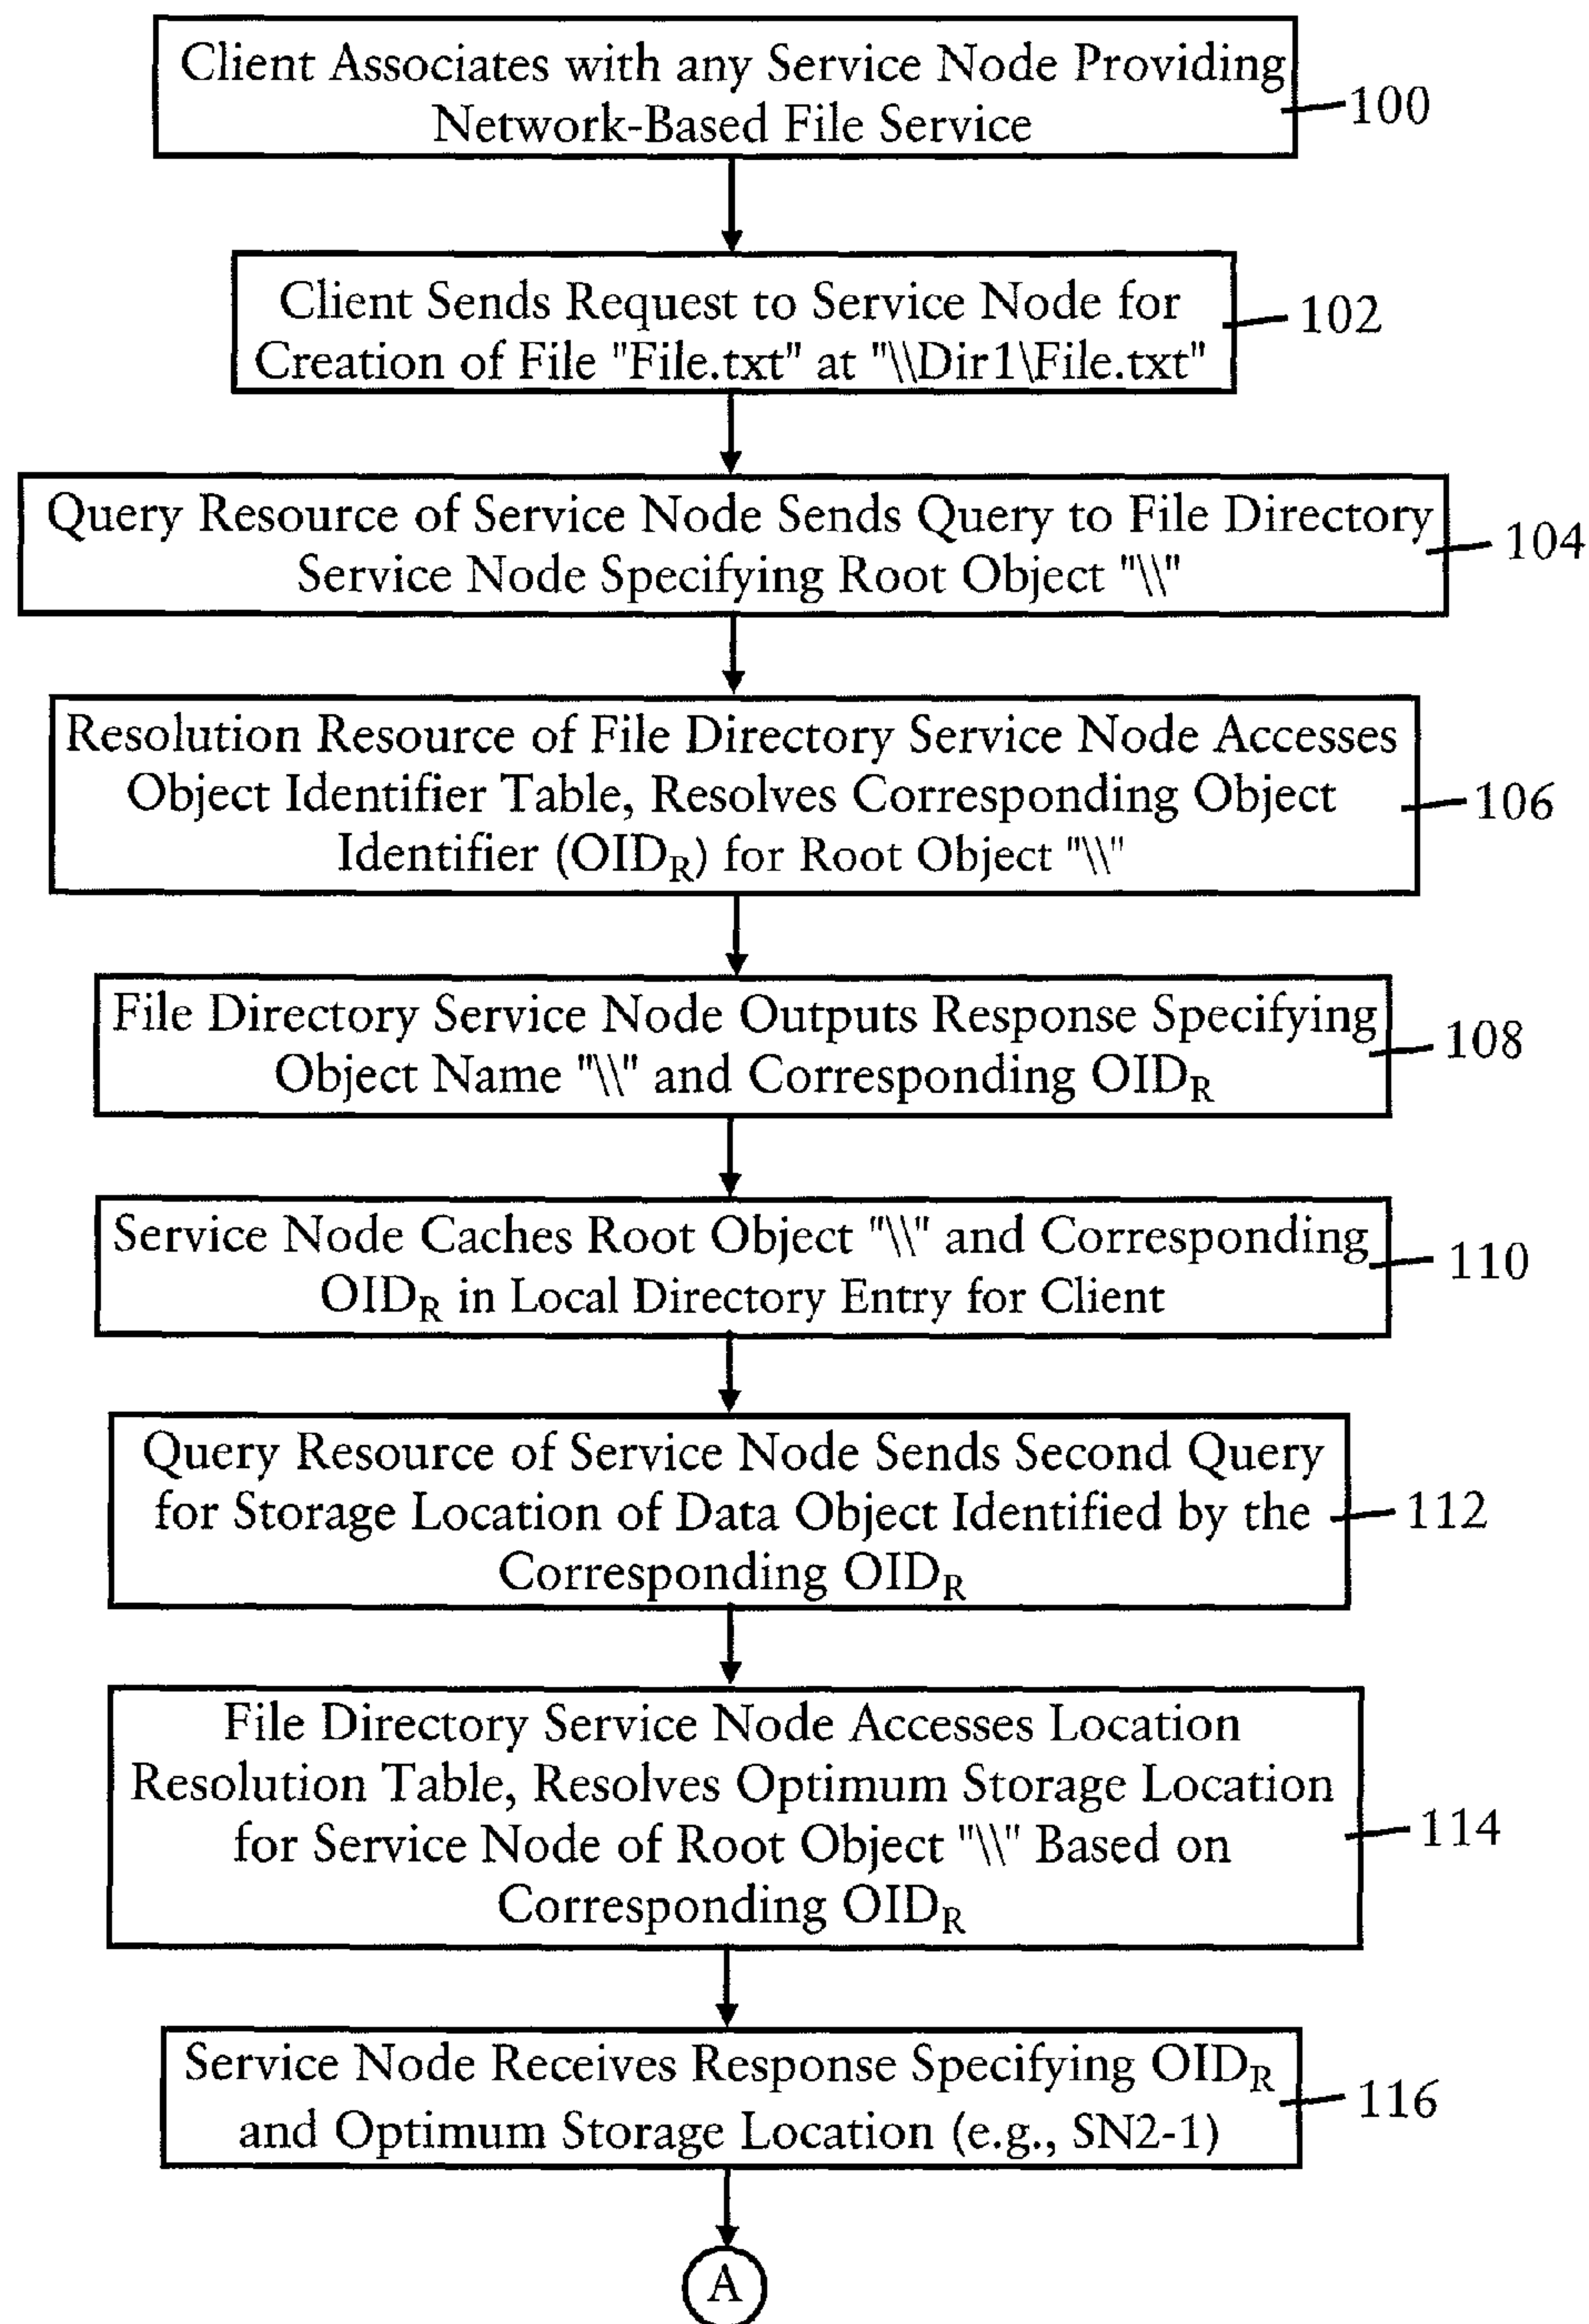 Client Associates with any Service Node Providing
Network-Based File Service
100
Client Sends Request to Service Node for
Creation of File "File.txt" at "\\Dir1\File.txt"
102
Query Resource of Service Node Sends Query to File Directory
Service Node Specifying Root Object "\\"
104
Resolution Resource of File Directory Service Node Accesses
Object Identifier Table, Resolves Corresponding Object
Identifier (OID_R) for Root Object "\\"
106
File Directory Service Node Outputs Response Specifying
Object Name "\\" and Corresponding OID_R
108
Service Node Caches Root Object "\\" and Corresponding
OID_R in Local Directory Entry for Client
110
Query Resource of Service Node Sends Second Query
for Storage Location of Data Object Identified by the
Corresponding OID_R
112
File Directory Service Node Accesses Location
Resolution Table, Resolves Optimum Storage Location
for Service Node of Root Object "\\" Based on
Corresponding OID_R
114
Service Node Receives Response Specifying OID_R
and Optimum Storage Location (e.g., SN2-1)
116
A